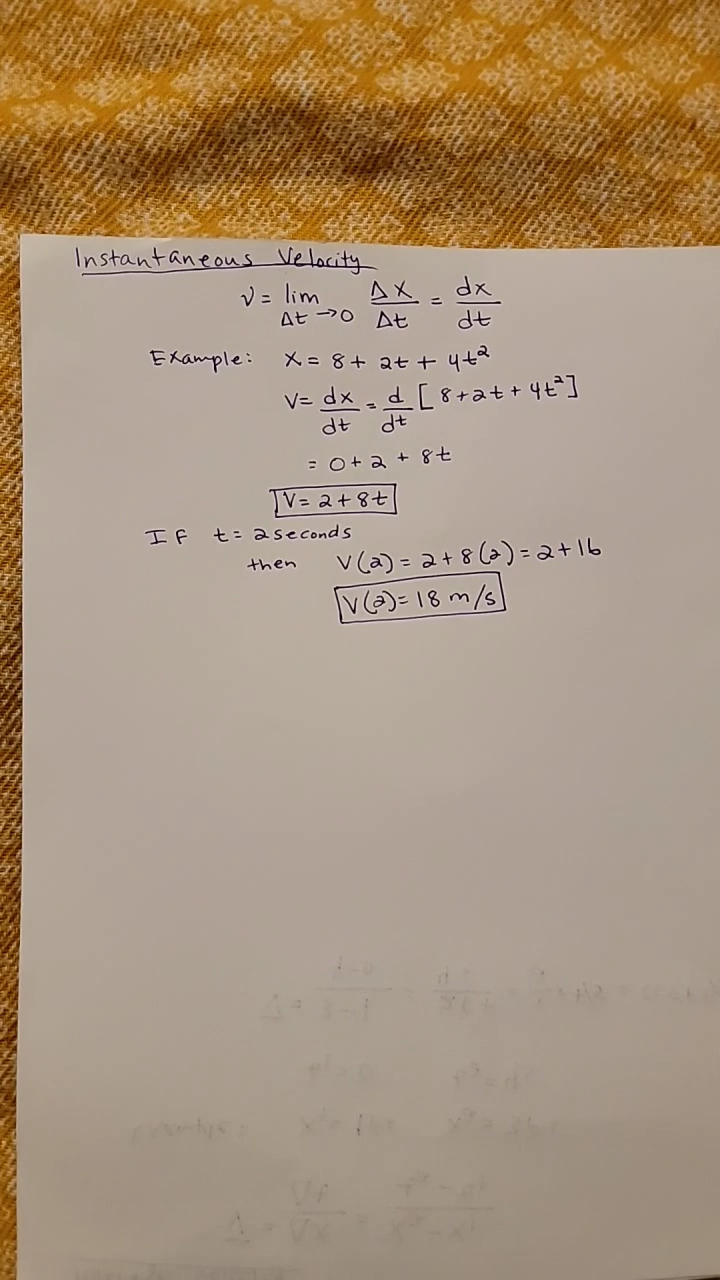 Instantaneous Velocity
v = lim Δt→0 Δx/Δt = dx/dt
Example: x = 8 + 2t + 4t²
V = dx/dt = d/dt [8+2t+4t²]
= 0 + 2 + 8t
V = 2 + 8t
If t = 2 seconds
then V(2) = 2 + 8(2) = 2 + 16
V(2) = 18 m/s